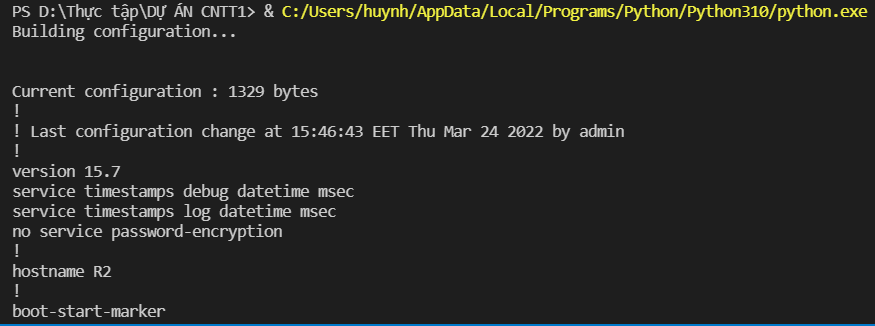 PS D:\Thực tập\DỰ ÁN CNTT1> & C:/Users/huynh/AppData/Local/Programs/Python/Python310/python.exe
Building configuration...
Current configuration : 1329 bytes
!
! Last configuration change at 15:46:43 EET Thu Mar 24 2022 by admin
!
version 15.7
service timestamps debug datetime msec
service timestamps log datetime msec
no service password-encryption
!
hostname R2
!
boot-start-marker